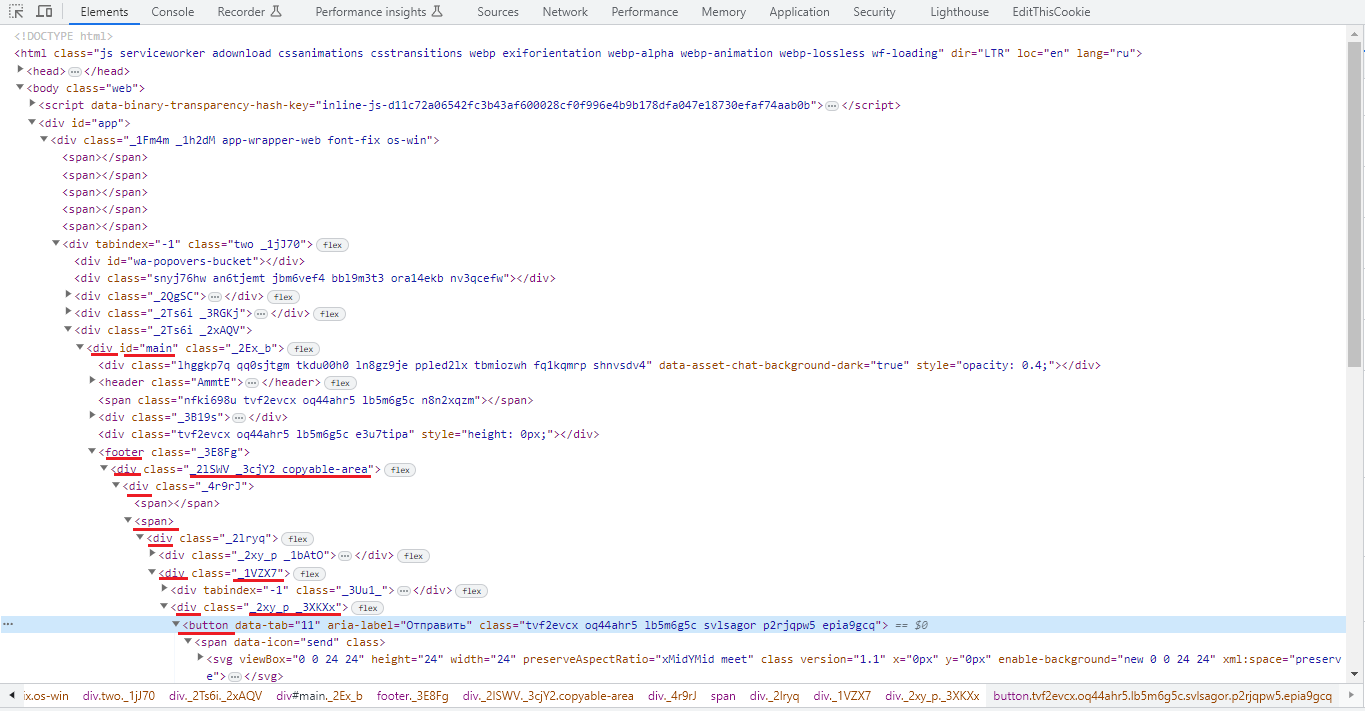 Elements Console Recorder Performance insights Sources Network Performance Memory Application Security Lighthouse EditThisCookie
<!DOCTYPE html>
<html class="js serviceworker adownload cssanimations csstransitions webp exiforientation webp-alpha webp-animation webp-lossless wf-loading" dir="LTR" loc="en" lang="ru">
<head>…</head>
<body class="web">
<script data-binary-transparency-hash-key="inline-js-d11c72a06542fc3b43af600028cf0f996e4b9b178dfa047e18730efaf74aab0b">…</script>
<div id="app">
<div class="_1Fm4m _1h2dM app-wrapper-web font-fix os-win">
<span></span>
<span></span>
<span></span>
<span></span>
<span></span>
<div tabindex="-1" class="two _1jJ70"> flex
<div id="wa-popovers-bucket"></div>
<div class="snyj76hw an6tjemt jbm6vef4 bbl9m3t3 ora14ekb nv3qcefw"></div>
<div class="_2QgSC">…</div> flex
<div class="_2Ts6i _3RGKj">…</div> flex
<div class="_2Ts6i _2xAQV">
<div id="main" class="_2Ex_b"> flex
<div class="lhggkp7q qq0sjtgm tkdu00h0 ln8gz9je ppled2lx tbmiozwh fq1kqmrp shnvsdv4" data-asset-chat-background-dark="true" style="opacity: 0.4;"></div>
<header class="AmmtE">…</header> flex
<span class="nfki698u tvf2evcx oq44ahr5 lb5m6g5c n8n2xqzm"></span>
<div class="_3B19s">…</div>
<div class="tvf2evcx oq44ahr5 lb5m6g5c e3u7tipa" style="height: 0px;"></div>
<footer class="_3E8Fg">
<div class="_2lSWV _3cjY2 copyable-area"> flex
<div class="_4r9rJ">
<span></span>
<span>
<div class="_2lryq"> flex
<div class="_2xy_p _1bAtO">…</div> flex
<div class="_1VZX7"> flex
<div tabindex="-1" class="_3Uu1_">…</div> flex
<div class="_2xy_p _3XKXx"> flex
… <button data-tab="11" aria-label="Отправить" class="tvf2evcx oq44ahr5 lb5m6g5c svlsagor p2rjqpw5 epia9gcq"> == $0
<span data-icon="send" class>
<svg viewBox="0 0 24 24" height="24" width="24" preserveAspectRatio="xMidYMid meet" class version="1.1" x="0px" y="0px" enable-background="new 0 0 24 24" xml:space="preserv
e">…</svg>
ix.os-win div.two._1jJ70 div._2Ts6i._2xAQV div#main._2Ex_b footer._3E8Fg div._2lSWV._3cjY2.copyable-area div._4r9rJ span div._2lryq div._1VZX7 div._2xy_p._3XKXx button.tvf2evcx.oq44ahr5.lb5m6g5c.svlsagor.p2rjqpw5.epia9gcq